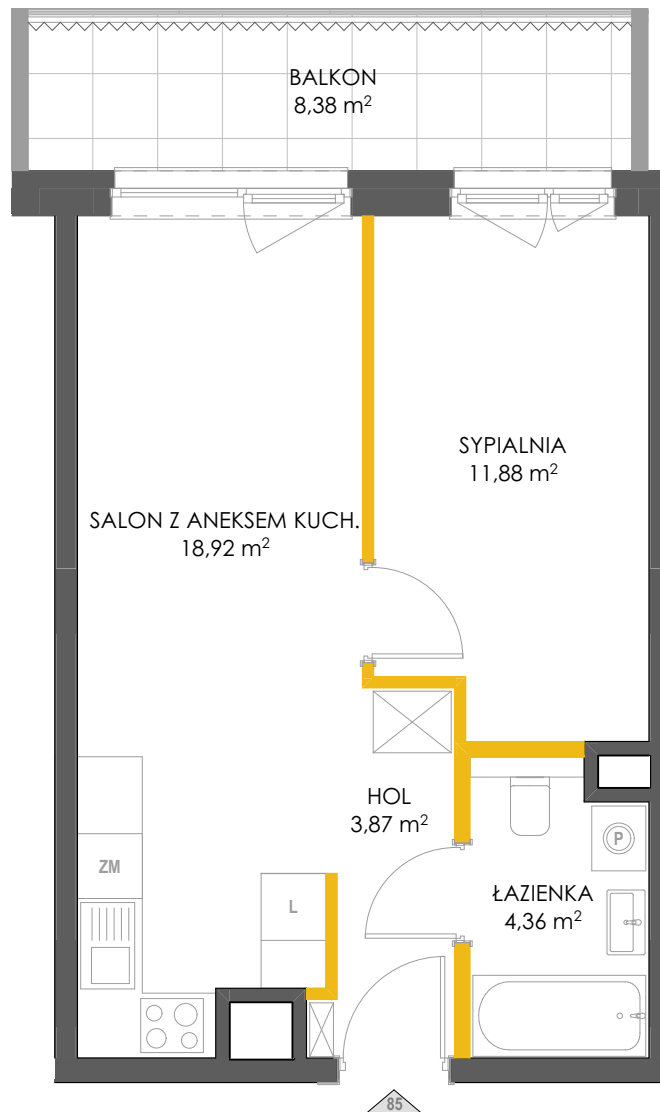 BALKON
8,38 m²
SYPIALNIA
11,88 m²
SALON Z ANEKSEM KUCH.
18,92 m²
HOL
3,87 m²
ZM
P
L
ŁAZIENKA
4,36 m²
85